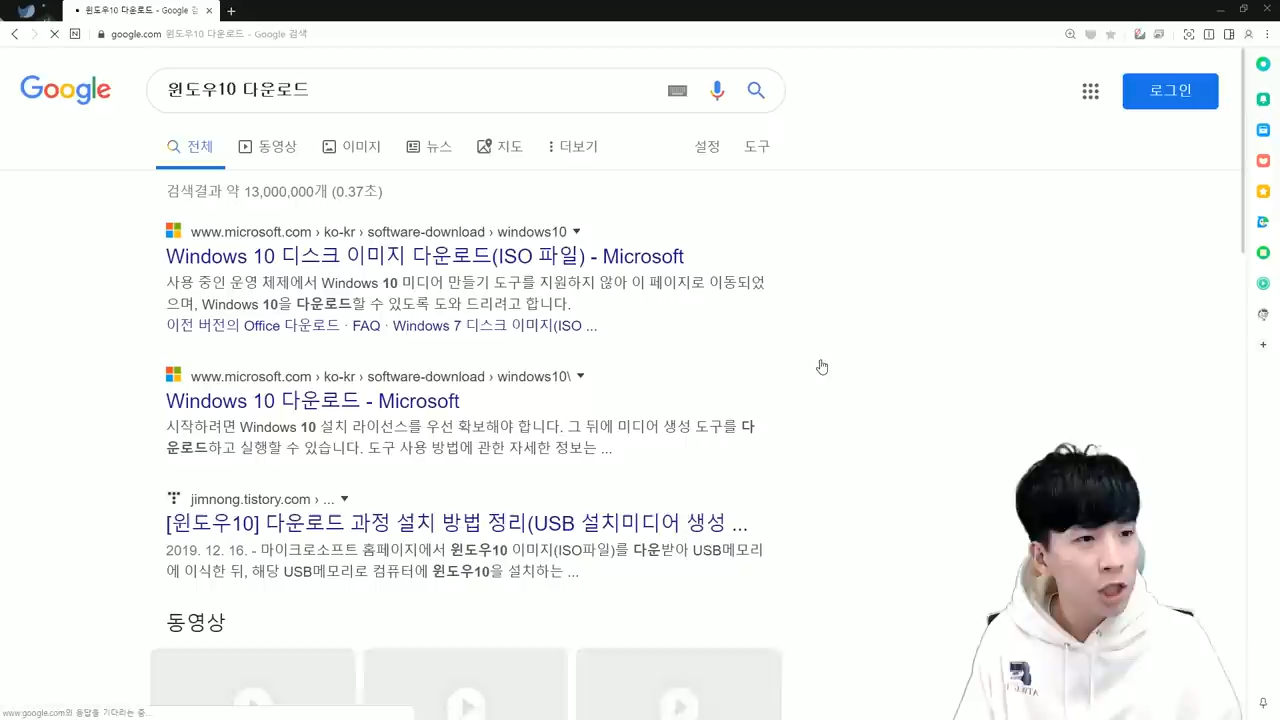 윈도우10 다운로드 - Google 검
google.com 윈도우10 다운로드 - Google 검색
Google
윈도우10 다운로드
로그인
전체 동영상 이미지 뉴스 지도 더보기 설정 도구
검색결과 약 13,000,000개 (0.37초)
www.microsoft.com › ko-kr › software-download › windows10
Windows 10 디스크 이미지 다운로드(ISO 파일) - Microsoft
사용 중인 운영 체제에서 Windows 10 미디어 만들기 도구를 지원하지 않아 이 페이지로 이동되었
으며, Windows 10을 다운로드할 수 있도록 도와 드리려고 합니다.
이전 버전의 Office 다운로드 · FAQ · Windows 7 디스크 이미지(ISO ...
www.microsoft.com › ko-kr › software-download › windows10\
Windows 10 다운로드 - Microsoft
시작하려면 Windows 10 설치 라이선스를 우선 확보해야 합니다. 그 뒤에 미디어 생성 도구를 다
운로드하고 실행할 수 있습니다. 도구 사용 방법에 관한 자세한 정보는 ...
jimnong.tistory.com › ...
[윈도우10] 다운로드 과정 설치 방법 정리(USB 설치미디어 생성 ...
2019. 12. 16. - 마이크로소프트 홈페이지에서 윈도우10 이미지(ISO파일)를 다운받아 USB메모리
에 이식한 뒤, 해당 USB메모리로 컴퓨터에 윈도우10을 설치하는 ...
동영상
www.google.com의 응답을 기다리는 중...